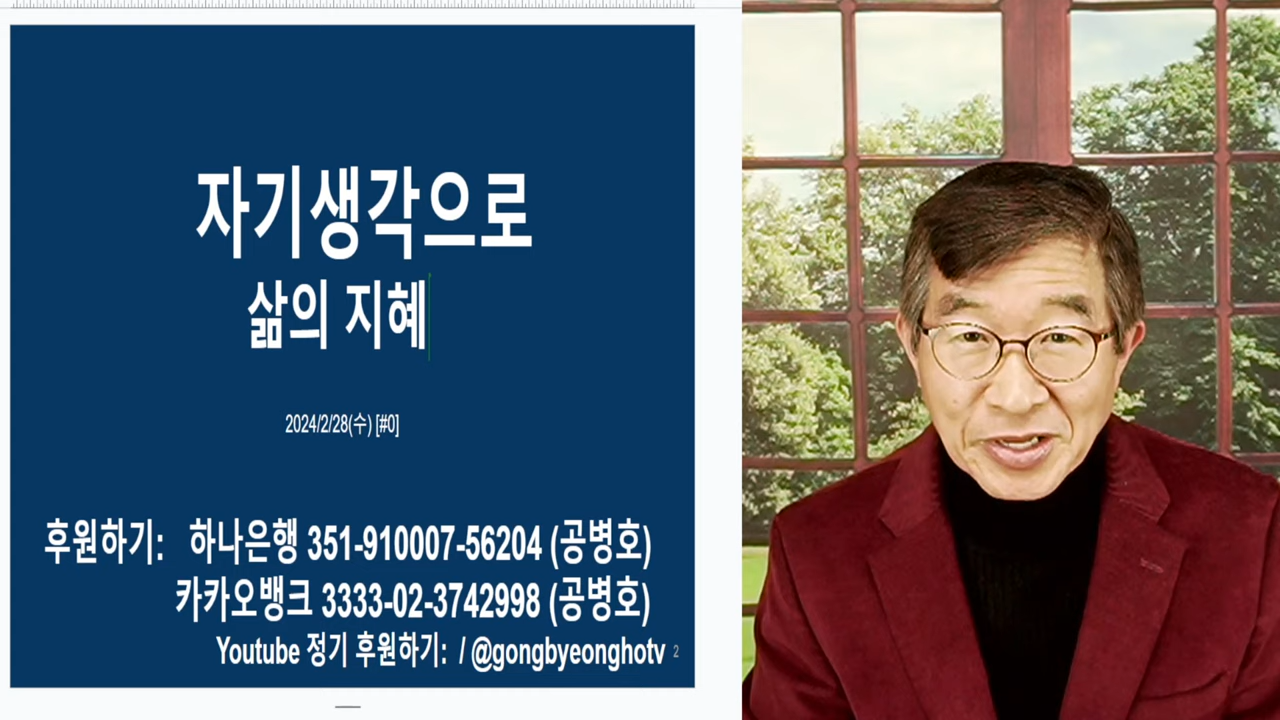 자기생각으로
삶의 지혜
2024/2/28(수) [#0]
후원하기: 하나은행 351-910007-56204 (공병호)
카카오뱅크 3333-02-3742998 (공병호)
Youtube 정기 후원하기: / @gongbyeonghotv 2